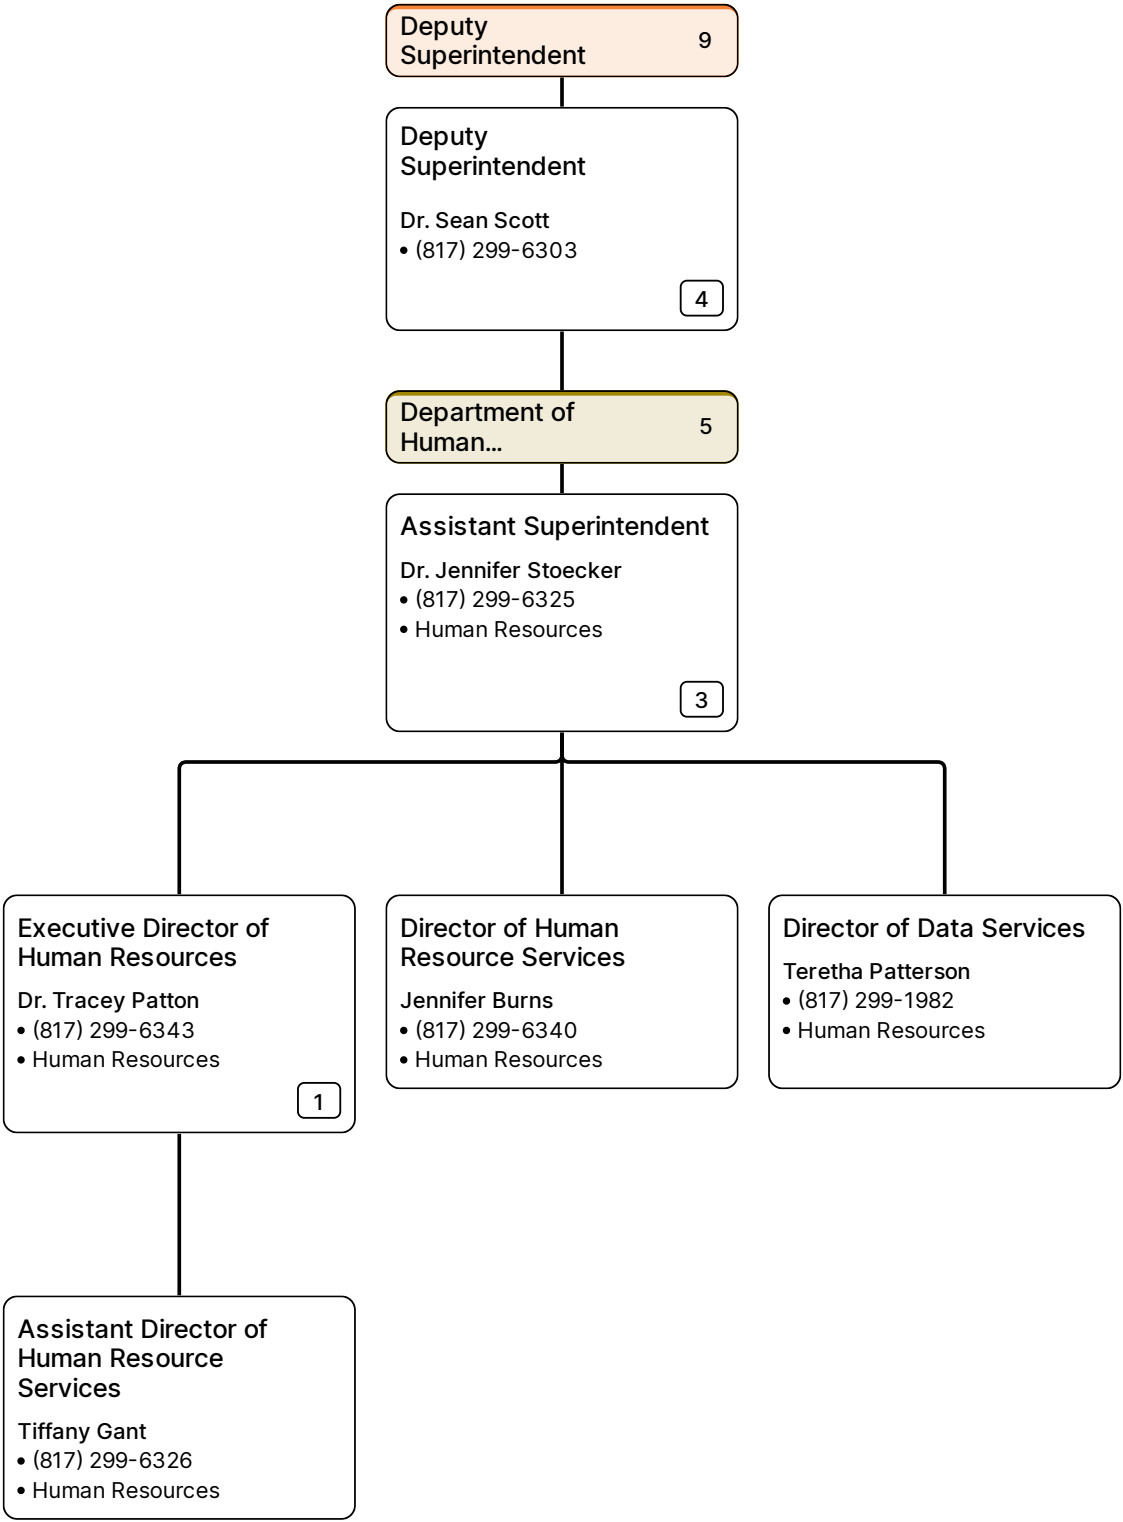 Deputy
Superintendent
9
Deputy
Superintendent
Dr. Sean Scott
• (817) 299-6303
4
Department of
Human...
5
Assistant Superintendent
Dr. Jennifer Stoecker
• (817) 299-6325
• Human Resources
3
Executive Director of
Human Resources
Dr. Tracey Patton
• (817) 299-6343
• Human Resources
1
Director of Human
Resource Services
Jennifer Burns
• (817) 299-6340
• Human Resources
Director of Data Services
Teretha Patterson
• (817) 299-1982
• Human Resources
Assistant Director of
Human Resource
Services
Tiffany Gant
• (817) 299-6326
• Human Resources